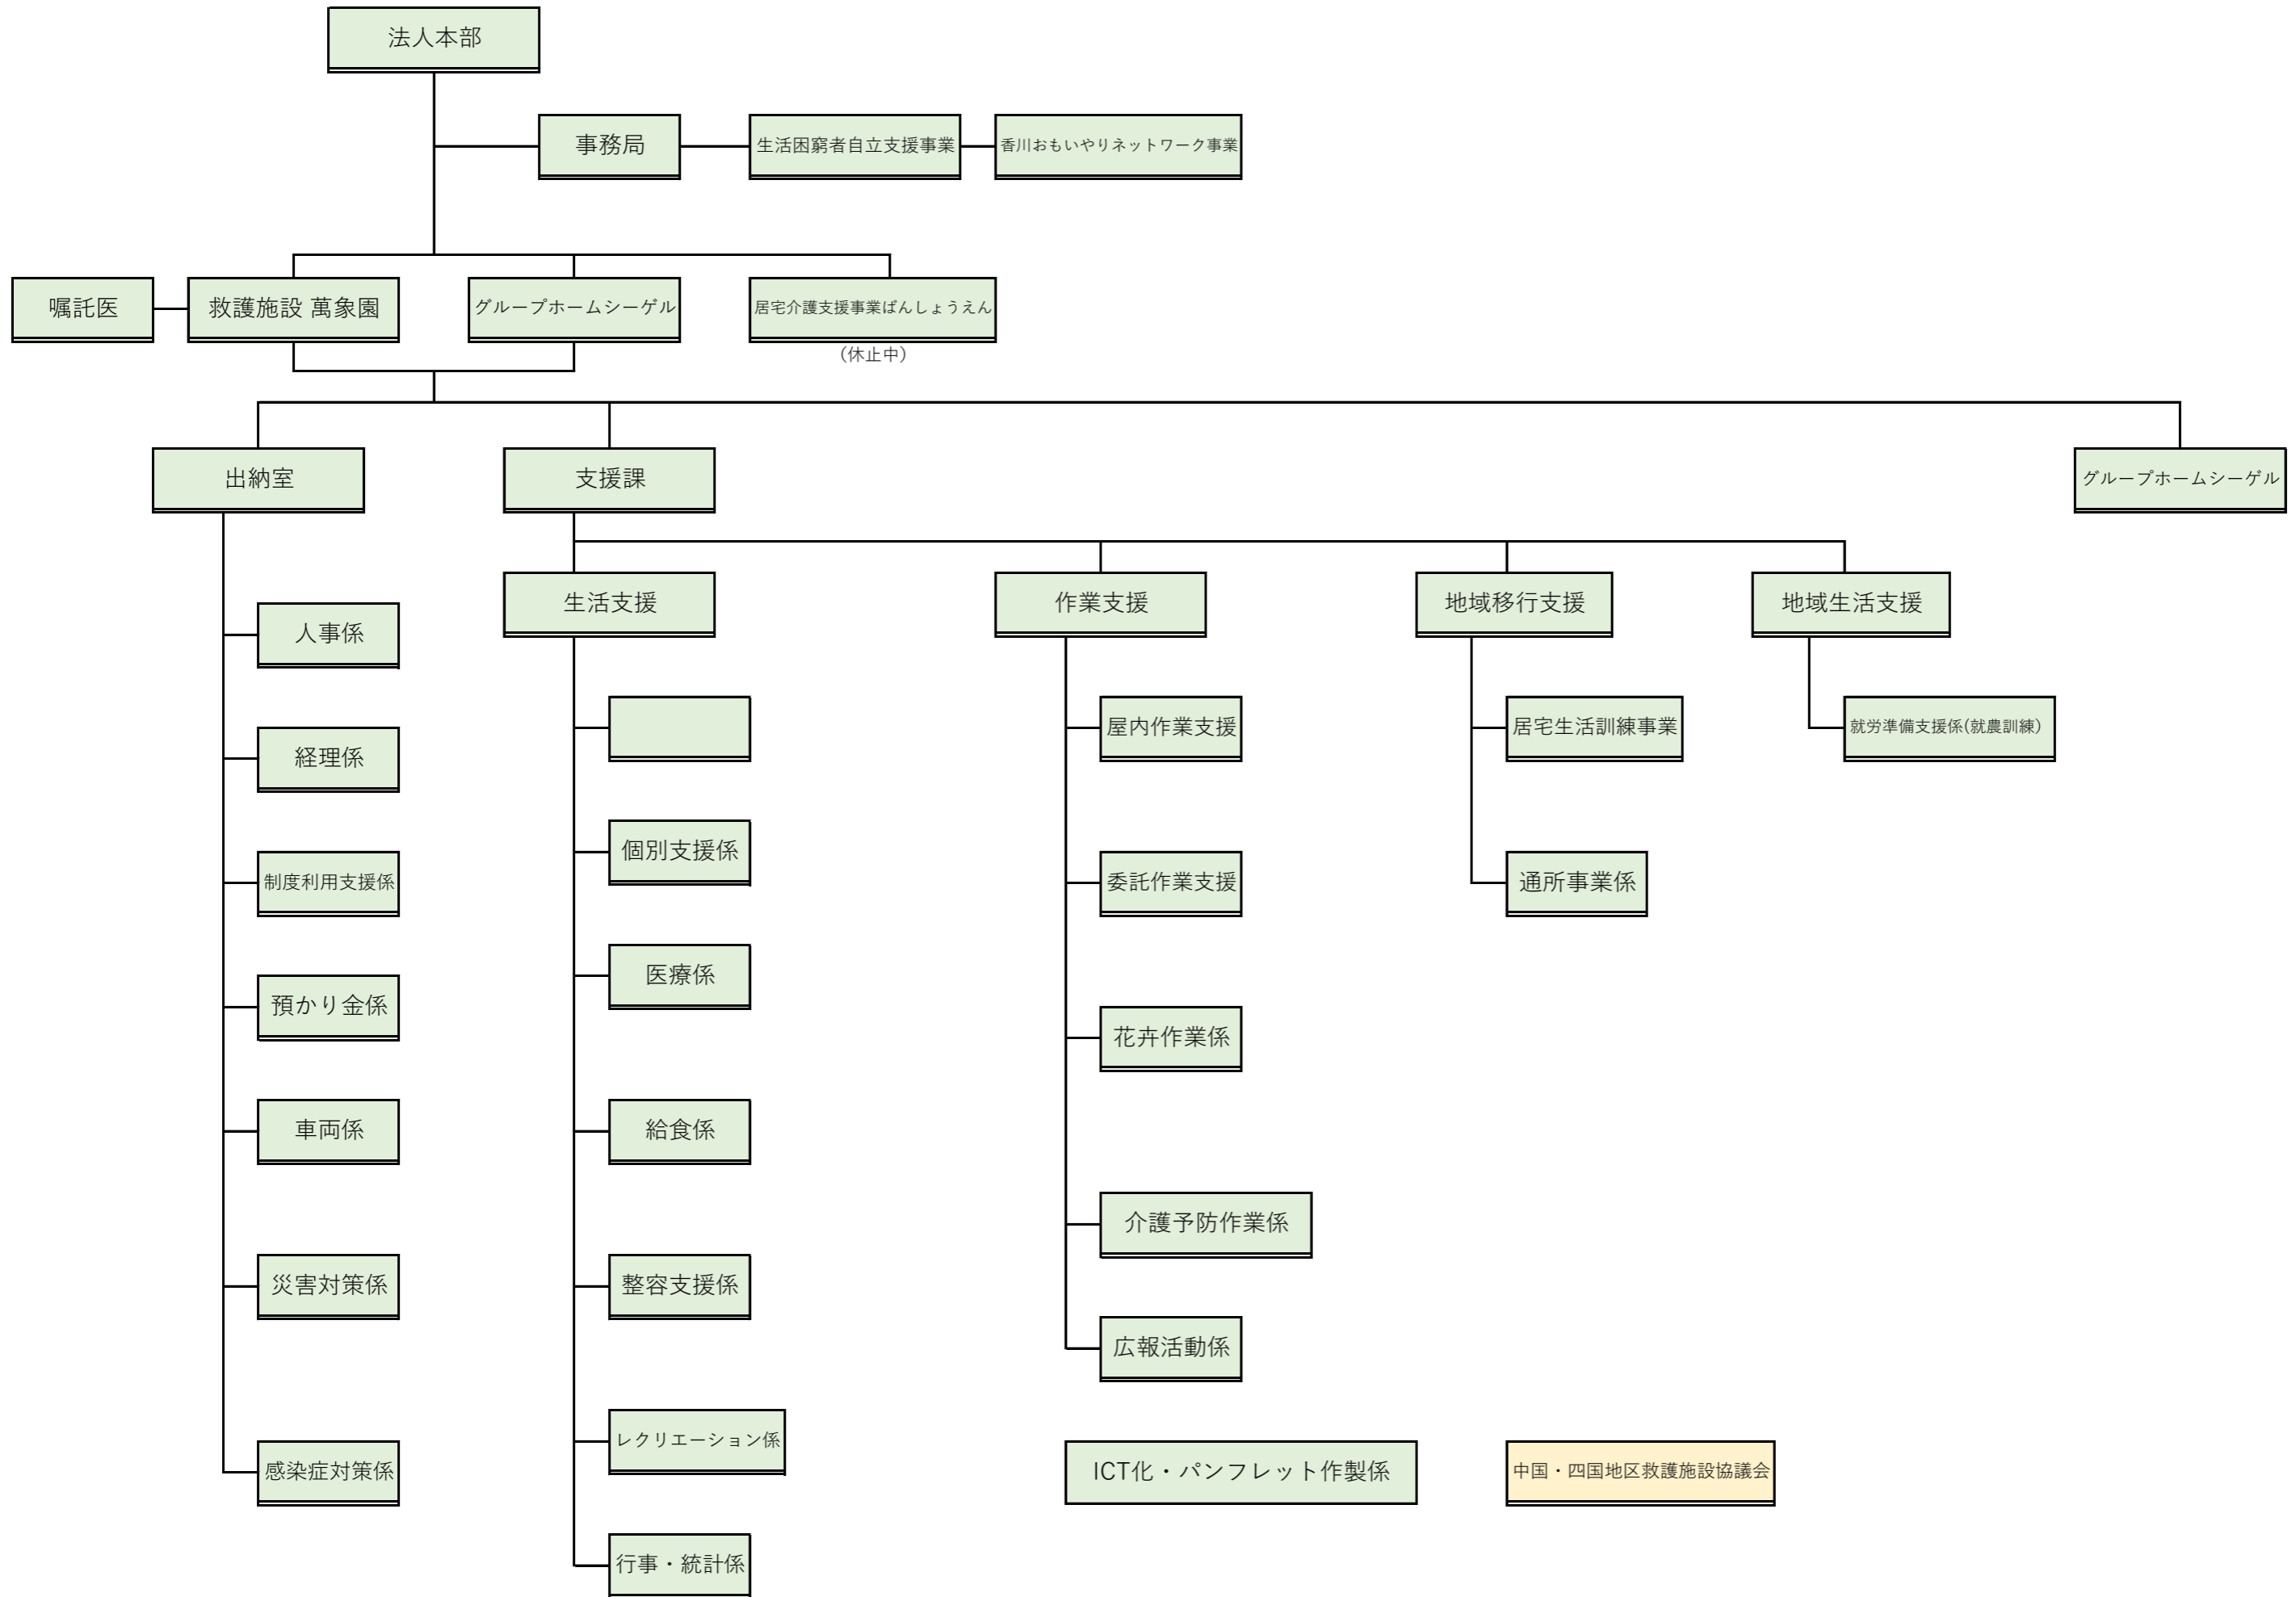 法人本部
事務局
生活困窮者自立支援事業
香川おもいやりネットワーク事業
嘱託医
救護施設 萬象園
グループホームシーゲル
居宅介護支援事業ばんしょうえん
(休止中)
出納室
支援課
グループホームシーゲル
生活支援
作業支援
地域移行支援
地域生活支援
人事係
経理係
制度利用支援係
預かり金係
車両係
災害対策係
感染症対策係
個別支援係
医療係
給食係
整容支援係
レクリエーション係
行事・統計係
屋内作業支援
委託作業支援
花卉作業係
介護予防作業係
広報活動係
居宅生活訓練事業
通所事業係
就労準備支援係(就農訓練)
ICT化・パンフレット作製係
中国・四国地区救護施設協議会